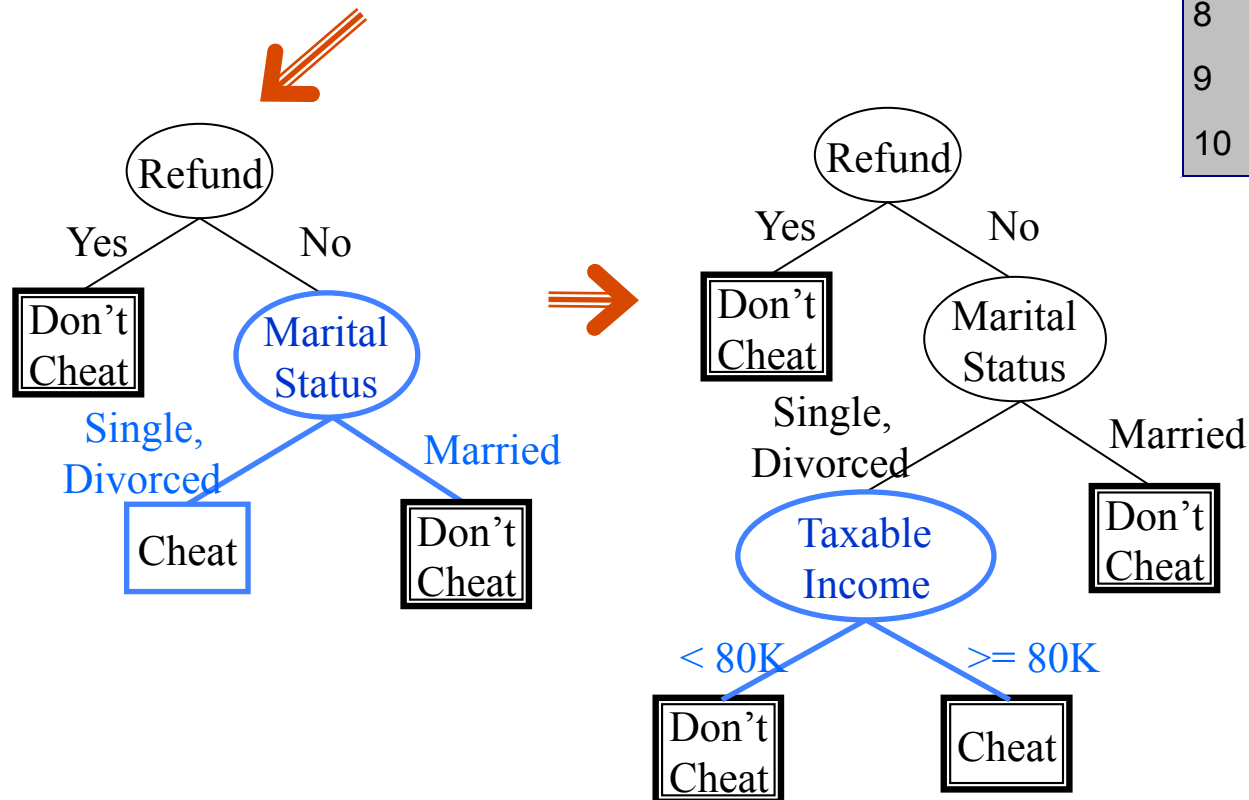 8
9
10
Refund
Yes
No
Don't
Cheat
Marital
Status
Single,
Divorced
Married
Cheat
Don't
Cheat
Refund
Yes
No
Don't
Cheat
Marital
Status
Single,
Divorced
Married
Taxable
Income
Don't
Cheat
< 80K
>= 80K
Don't
Cheat
Cheat